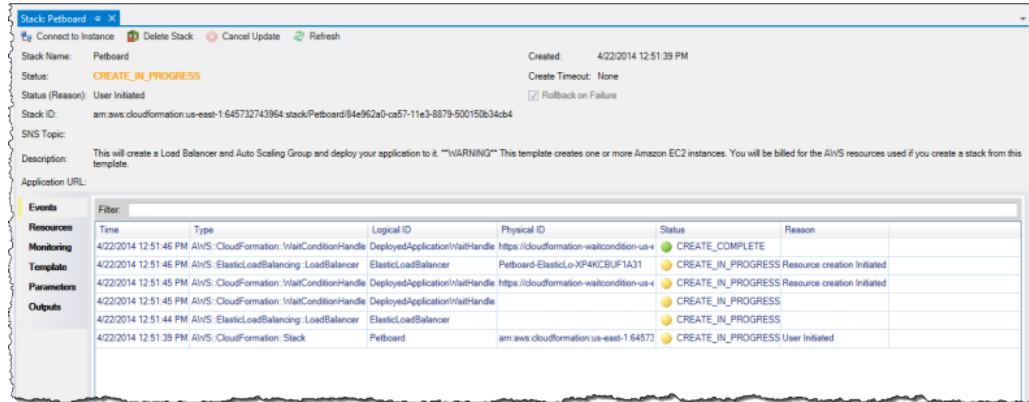 Stack: Petboard
Connect to Instance Delete Stack Cancel Update Refresh
Stack Name: Petboard Created: 4/22/2014 12:51:39 PM
Status: CREATE_IN_PROGRESS Create Timeout: None
Status (Reason): User Initiated Rollback on Failure
Stack ID: arn:aws:cloudformation:us-east-1:645732743964:stack/Petboard/84e962a0-ca57-11e3-8879-500150b34cb4
SNS Topic:
Description: This will create a Load Balancer and Auto Scaling Group and deploy your application to it. **WARNING** This template creates one or more Amazon EC2 instances. You will be billed for the AWS resources used if you create a stack from this
template.
Application URL:
Events
Resources
Monitoring
Template
Parameters
Outputs
Filter:
Time Type Logical ID Physical ID Status Reason
4/22/2014 12:51:46 PM AWS::CloudFormation::WaitConditionHandle DeployedApplicationWaitHandle https://cloudformation-waitcondition-us-e CREATE_COMPLETE
4/22/2014 12:51:46 PM AWS::ElasticLoadBalancing::LoadBalancer ElasticLoadBalancer Petboard-ElasticLo-XP4KCBUF1A31 CREATE_IN_PROGRESS Resource creation Initiated
4/22/2014 12:51:45 PM AWS::CloudFormation::WaitConditionHandle DeployedApplicationWaitHandle https://cloudformation-waitcondition-us-e CREATE_IN_PROGRESS Resource creation Initiated
4/22/2014 12:51:45 PM AWS::CloudFormation::WaitConditionHandle DeployedApplicationWaitHandle CREATE_IN_PROGRESS
4/22/2014 12:51:44 PM AWS::ElasticLoadBalancing::LoadBalancer ElasticLoadBalancer CREATE_IN_PROGRESS
4/22/2014 12:51:39 PM AWS::CloudFormation::Stack Petboard arn:aws:cloudformation:us-east-1:64573 CREATE_IN_PROGRESS User Initiated